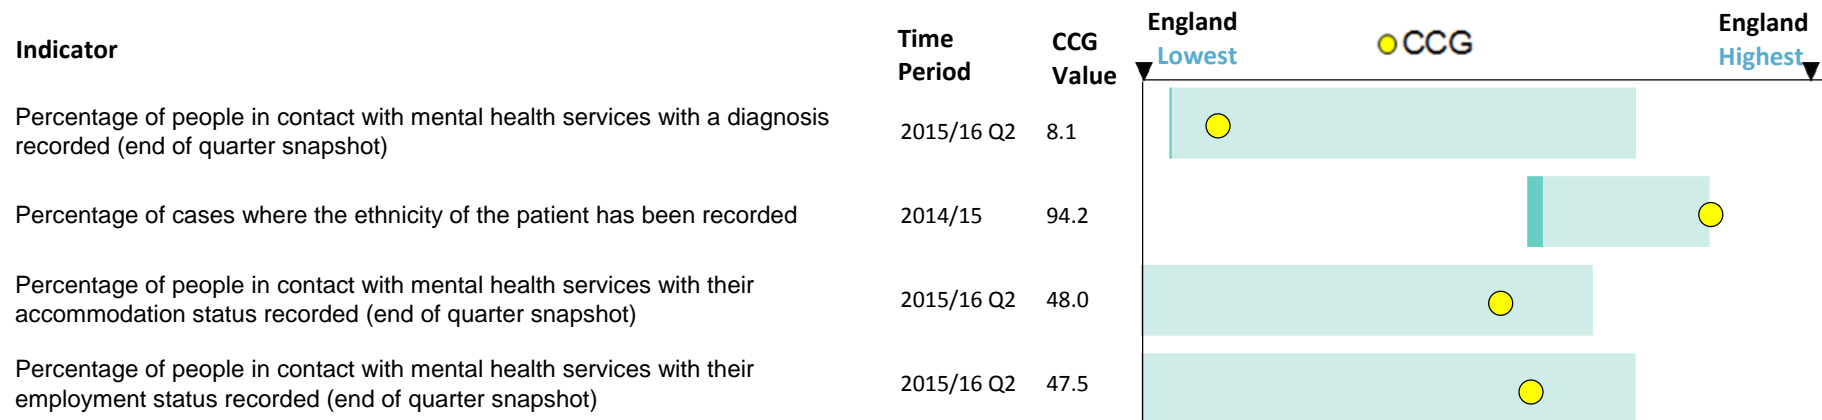 Indicator
Time
Period
CCG
Value
England
Lowest
CCG
England
Highest
Percentage of people in contact with mental health services with a diagnosis
recorded (end of quarter snapshot)
2015/16 Q2
8.1
Percentage of cases where the ethnicity of the patient has been recorded
2014/15
94.2
Percentage of people in contact with mental health services with their
accommodation status recorded (end of quarter snapshot)
2015/16 Q2
48.0
Percentage of people in contact with mental health services with their
employment status recorded (end of quarter snapshot)
2015/16 Q2
47.5